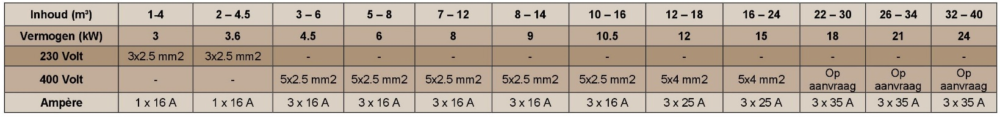 Inhoud (m³) 1-4 2 – 4.5 3 – 6 5 – 8 7 – 12 8 – 14 10 – 16 12 – 18 16 – 24 22 – 30 26 – 34 32 – 40
Vermogen (kW) 3 3.6 4.5 6 8 9 10.5 12 15 18 21 24
230 Volt 3x2.5 mm2 3x2.5 mm2 - - - - - - - - - -
400 Volt - - 5x2.5 mm2 5x2.5 mm2 5x2.5 mm2 5x2.5 mm2 5x2.5 mm2 5x4 mm2 5x4 mm2 Op aanvraag Op aanvraag Op aanvraag
Ampère 1 x 16 A 1 x 16 A 3 x 16 A 3 x 16 A 3 x 16 A 3 x 16 A 3 x 16 A 3 x 25 A 3 x 25 A 3 x 35 A 3 x 35 A 3 x 35 A